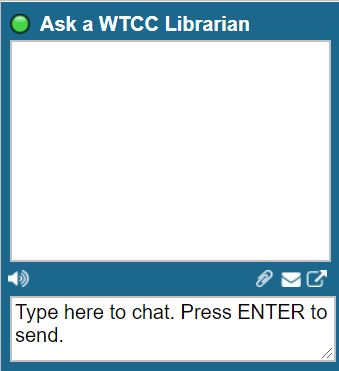 Ask a WTCC Librarian
Type here to chat. Press ENTER to
send.